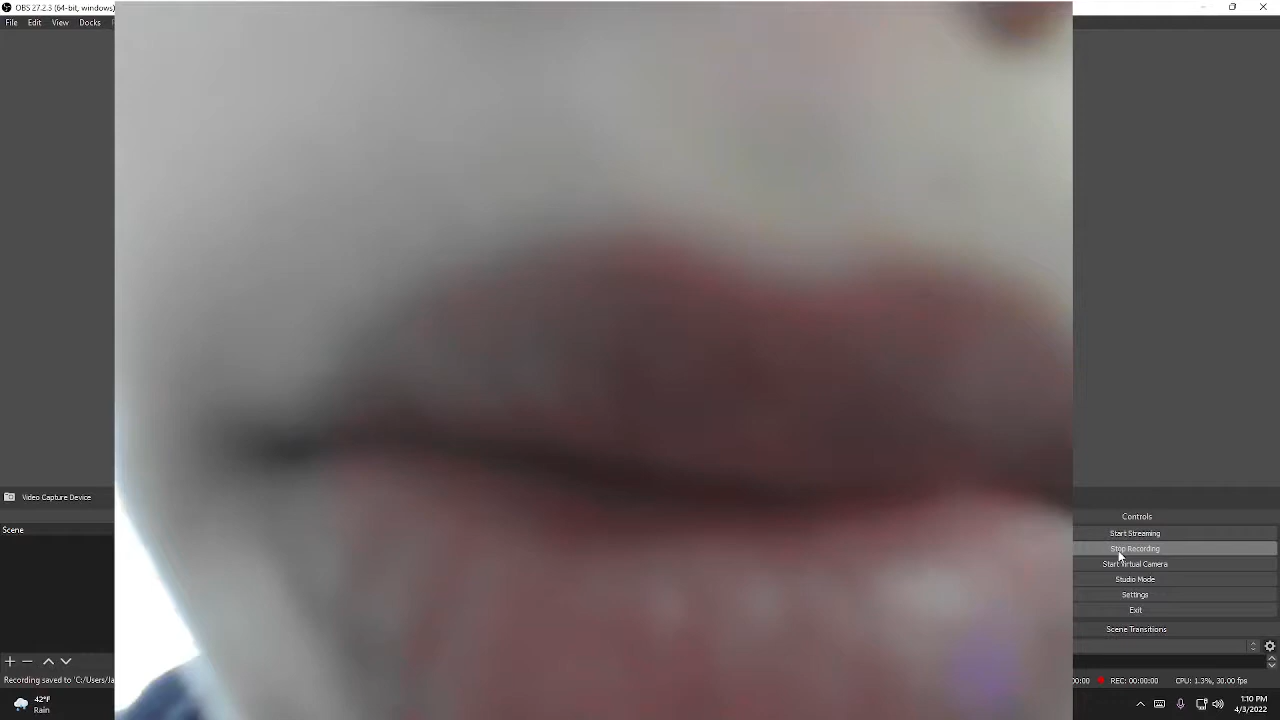 OBS 27.2.3 (64-bit, windows)
File Edit View Docks
Video Capture Device
Scene
Controls
Start Streaming
Stop Recording
Start Virtual Camera
Studio Mode
Settings
Exit
Scene Transitions
Recording saved to 'C:/Users/Ja
00:00 REC: 00:00:00 CPU: 1.3%, 30.00 fps
42°F
Rain
1:10 PM
4/3/2022